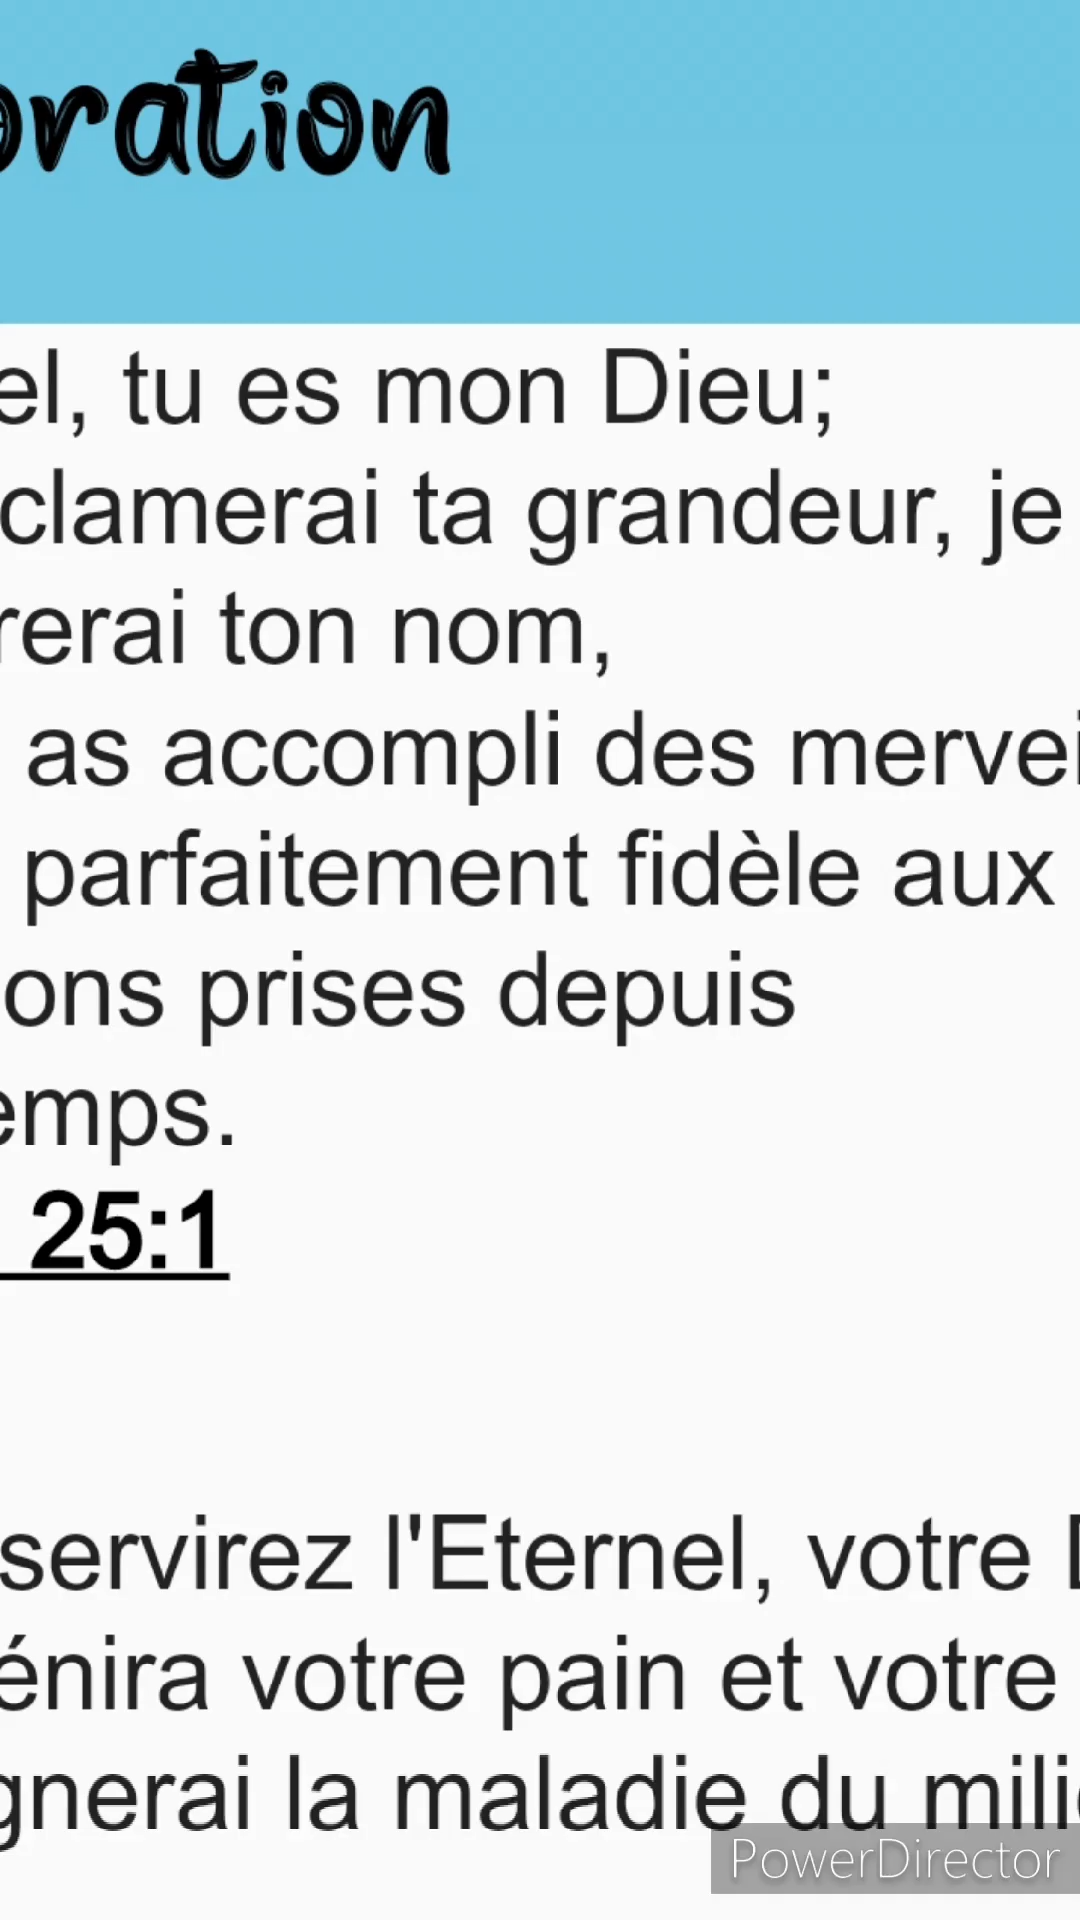 oration
el, tu es mon Dieu;
clamerai ta grandeur, je
rerai ton nom,
as accompli des mervei
parfaitement fidèle aux
ons prises depuis
emps.
25:1
servirez l'Eternel, votre D
énira votre pain et votre
gnerai la maladie du mili
PowerDirector